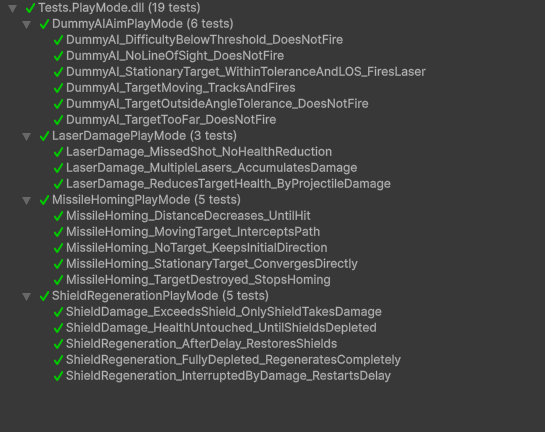 Tests.PlayMode.dll (19 tests)
DummyAIAimPlayMode (6 tests)
DummyAI_DifficultyBelowThreshold_DoesNotFire
DummyAI_NoLineOfSight_DoesNotFire
DummyAI_StationaryTarget_WithinToleranceAndLOS_FiresLaser
DummyAI_TargetMoving_TracksAndFires
DummyAI_TargetOutsideAngleTolerance_DoesNotFire
DummyAI_TargetTooFar_DoesNotFire
LaserDamagePlayMode (3 tests)
LaserDamage_MissedShot_NoHealthReduction
LaserDamage_MultipleLasers_AccumulatesDamage
LaserDamage_ReducesTargetHealth_ByProjectileDamage
MissileHomingPlayMode (5 tests)
MissileHoming_DistanceDecreases_UntilHit
MissileHoming_MovingTarget_InterceptsPath
MissileHoming_NoTarget_KeepsInitialDirection
MissileHoming_StationaryTarget_ConvergesDirectly
MissileHoming_TargetDestroyed_StopsHoming
ShieldRegenerationPlayMode (5 tests)
ShieldDamage_ExceedsShield_OnlyShieldTakesDamage
ShieldDamage_HealthUntouched_UntilShieldsDepleted
ShieldRegeneration_AfterDelay_RestoresShields
ShieldRegeneration_FullyDepleted_RegeneratesCompletely
ShieldRegeneration_InterruptedByDamage_RestartsDelay